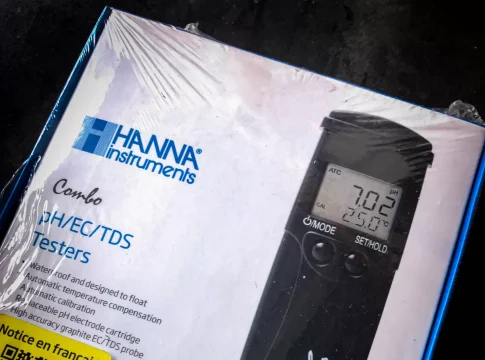 HANNA®
instruments
Combo
pH/EC/TDS
Testers
Waterproof and designed to float
Automatic temperature compensation
Automatic calibration
Replaceable pH electrode cartridge
High accuracy graphite EC/TDS probe
Notice en français
ATC
pH
7.02
CAL
25.0°C
/MODE
SET/HOLD